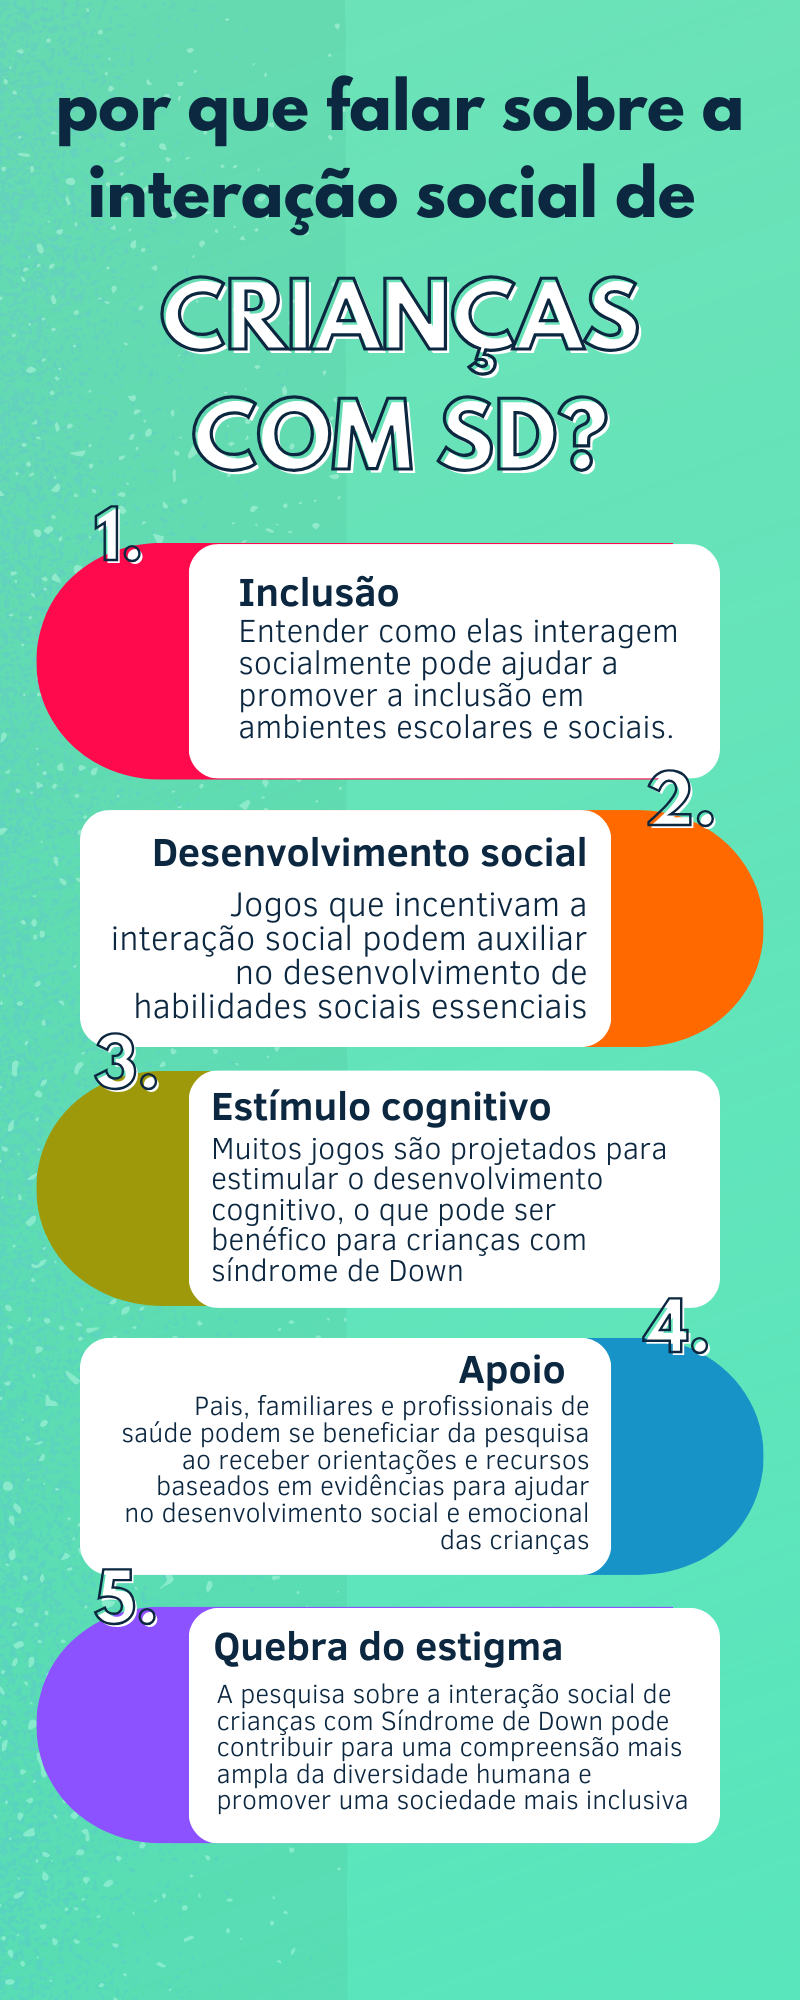 por que falar sobre a
interação social de
CRIANÇAS
COM SD?
1.
Inclusão
Entender como elas interagem
socialmente pode ajudar a
promover a inclusão em
ambientes escolares e sociais.
2.
Desenvolvimento social
Jogos que incentivam a
interação social podem auxiliar
no desenvolvimento de
habilidades sociais essenciais
3.
Estímulo cognitivo
Muitos jogos são projetados para
estimular o desenvolvimento
cognitivo, o que pode ser
benéfico para crianças com
síndrome de Down
4.
Apoio
Pais, familiares e profissionais de
saúde podem se beneficiar da pesquisa
ao receber orientações e recursos
baseados em evidências para ajudar
no desenvolvimento social e emocional
das crianças
5.
Quebra do estigma
A pesquisa sobre a interação social de
crianças com Síndrome de Down pode
contribuir para uma compreensão mais
ampla da diversidade humana e
promover uma sociedade mais inclusiva